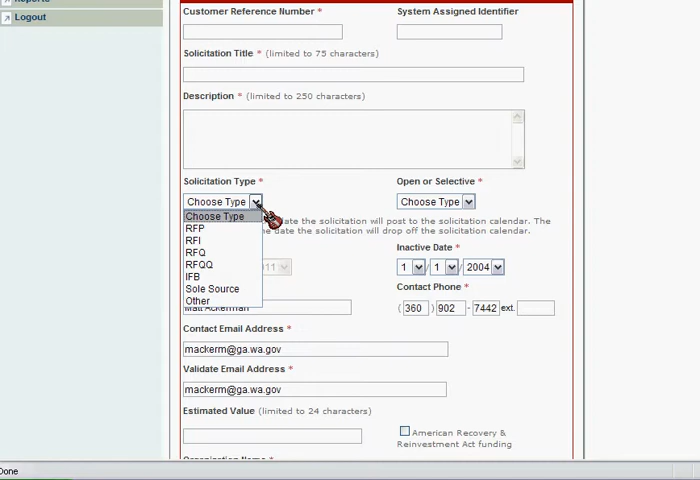 Logout
Customer Reference Number * System Assigned Identifier
Solicitation Title * (limited to 75 characters)
Description * (limited to 250 characters)
Solicitation Type * Open or Selective *
Choose Type Choose Type
Choose Type
RFP
RFI
RFQ
RFQQ
IFB
Sole Source
Other
date the solicitation will post to the solicitation calendar. The
date the solicitation will drop off the solicitation calendar.
Inactive Date *
1 / 1 / 2004
Contact Phone *
Matt Ackerman ( 360 ) 902 - 7442 ext.
Contact Email Address *
mackerm@ga.wa.gov
Validate Email Address *
mackerm@ga.wa.gov
Estimated Value (limited to 24 characters)
American Recovery &
Reinvestment Act funding
Organization Name *
Done